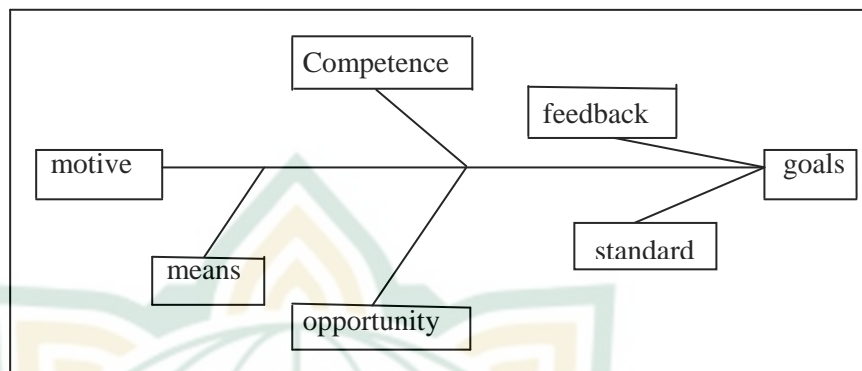 Competence
feedback
motive
goals
means
standard
opportunity